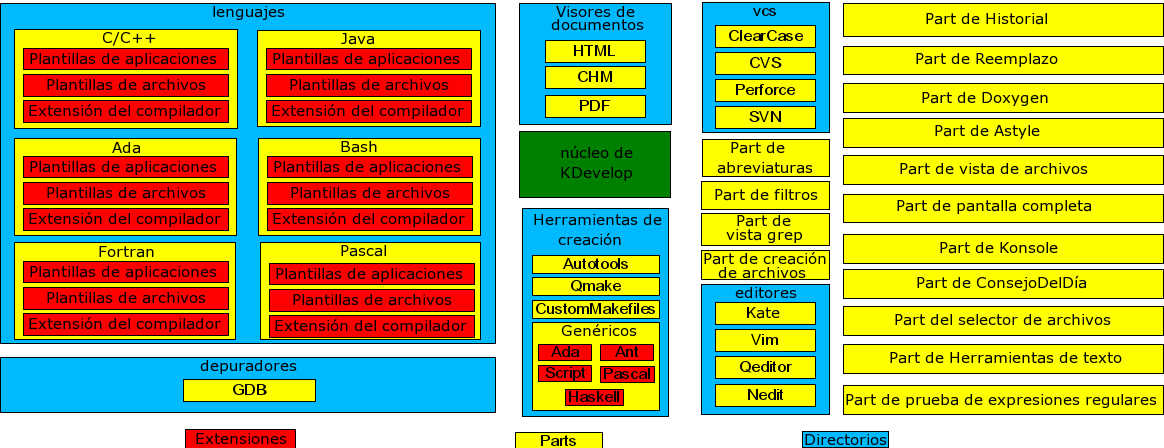 lenguajes
C/C++
Plantillas de aplicaciones
Plantillas de archivos
Extensión del compilador
Java
Plantillas de aplicaciones
Plantillas de archivos
Extensión del compilador
Ada
Plantillas de aplicaciones
Plantillas de archivos
Extensión del compilador
Bash
Plantillas de aplicaciones
Plantillas de archivos
Extensión del compilador
Fortran
Plantillas de aplicaciones
Plantillas de archivos
Extensión del compilador
Pascal
Plantillas de aplicaciones
Plantillas de archivos
Extensión del compilador
depuradores
GDB
Visores de
documentos
HTML
CHM
PDF
núcleo de
KDevelop
Herramientas de
creación
Autotools
Qmake
CustomMakefiles
Genéricos
Ada
Ant
Script
Pascal
Haskell
vcs
ClearCase
CVS
Perforce
SVN
Part de
abreviaturas
Part de filtros
Part de
vista grep
Part de creación
de archivos
editores
Kate
Vim
Qeditor
Nedit
Part de Historial
Part de Reemplazo
Part de Doxygen
Part de Astyle
Part de vista de archivos
Part de pantalla completa
Part de Konsole
Part de ConsejoDelDía
Part del selector de archivos
Part de Herramientas de texto
Part de prueba de expresiones regulares
Extensiones
Parts
Directorios